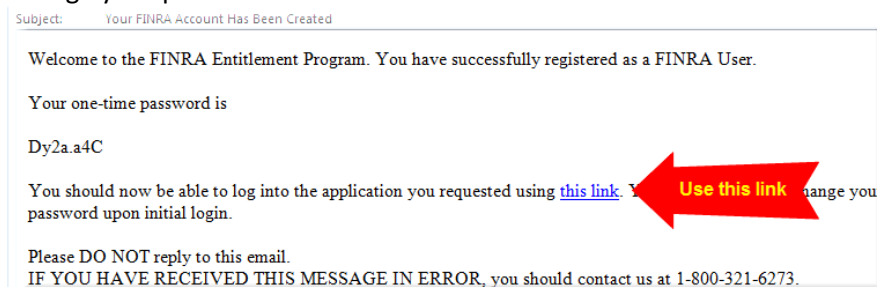 Subject: Your FINRA Account Has Been Created
Welcome to the FINRA Entitlement Program. You have successfully registered as a FINRA User.
Your one-time password is
Dy2a.a4C
You should now be able to log into the application you requested using this link. Use this link hange you
password upon initial login.
Please DO NOT reply to this email.
IF YOU HAVE RECEIVED THIS MESSAGE IN ERROR, you should contact us at 1-800-321-6273.